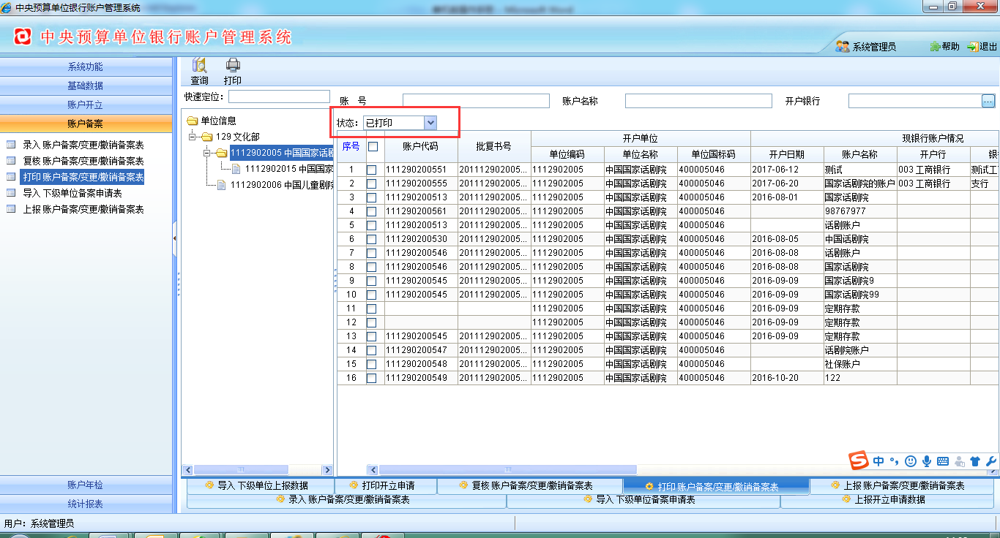 中央预算单位银行账户管理系统
中央预算单位银行账户管理系统
系统管理员 帮助 退出
系统功能
基础数据
账户开立
账户备案
录入 账户备案/变更/撤销备案表
复核 账户备案/变更/撤销备案表
打印 账户备案/变更/撤销备案表
导入 下级单位备案申请表
上报 账户备案/变更/撤销备案表
账户年检
统计报表
查询 打印
快速定位:
单位信息
129 文化部
1112902005 中国国家话剧
1112902015 中国国家
1112902006 中国儿童剧院
账 号 账户名称 开户银行
状态: 已打印
序号 账户代码 批复书号 开户单位 现银行账户情况
单位编码 单位名称 单位国标码 开户日期 账户名称 开户行 银
1 111290200551 201112902005... 1112902005 中国国家话剧院 400005046 2017-06-12 测试 003 工商银行 测试工
2 111290200555 201112902005... 1112902005 中国国家话剧院 400005046 2017-06-20 国家话剧院的账户 003 工商银行 支行
3 111290200513 201112902005... 1112902005 中国国家话剧院 400005046 2016-08-01 国家话剧院
4 111290200561 201112902005... 1112902005 中国国家话剧院 400005046 98767977
5 111290200513 201112902005... 1112902005 中国国家话剧院 400005046 话剧账户
6 111290200530 201112902005... 1112902005 中国国家话剧院 400005046 2016-08-05 中国话剧院
7 111290200546 201112902005... 1112902005 中国国家话剧院 400005046 2016-08-08 话剧账户
8 111290200546 201112902005... 1112902005 中国国家话剧院 400005046 2016-08-08 国家话剧院
9 111290200545 201112902005... 1112902005 中国国家话剧院 400005046 2016-09-09 国家话剧院9
10 111290200545 201112902005... 1112902005 中国国家话剧院 400005046 2016-09-09 国家话剧院99
11 1112902005 中国国家话剧院 400005046 2016-09-09 定期存款
12 1112902005 中国国家话剧院 400005046 2016-09-09 定期存款
13 111290200545 201112902005... 1112902005 中国国家话剧院 400005046 2016-09-09 定期存款
14 111290200547 201112902005... 1112902005 中国国家话剧院 400005046 话剧院账户
15 111290200548 201112902005... 1112902005 中国国家话剧院 400005046 社保账户
16 111290200549 201112902005... 1112902005 中国国家话剧院 400005046 2016-10-20 122
S 中
导入 下级单位上报数据 打印开立申请 复核 账户备案/变更/撤销备案表 打印 账户备案/变更/撤销备案表 上报 账户备案/变更/撤销备案表
录入 账户备案/变更/撤销备案表 导入 下级单位备案申请表 上报开立申请数据
用户: 系统管理员